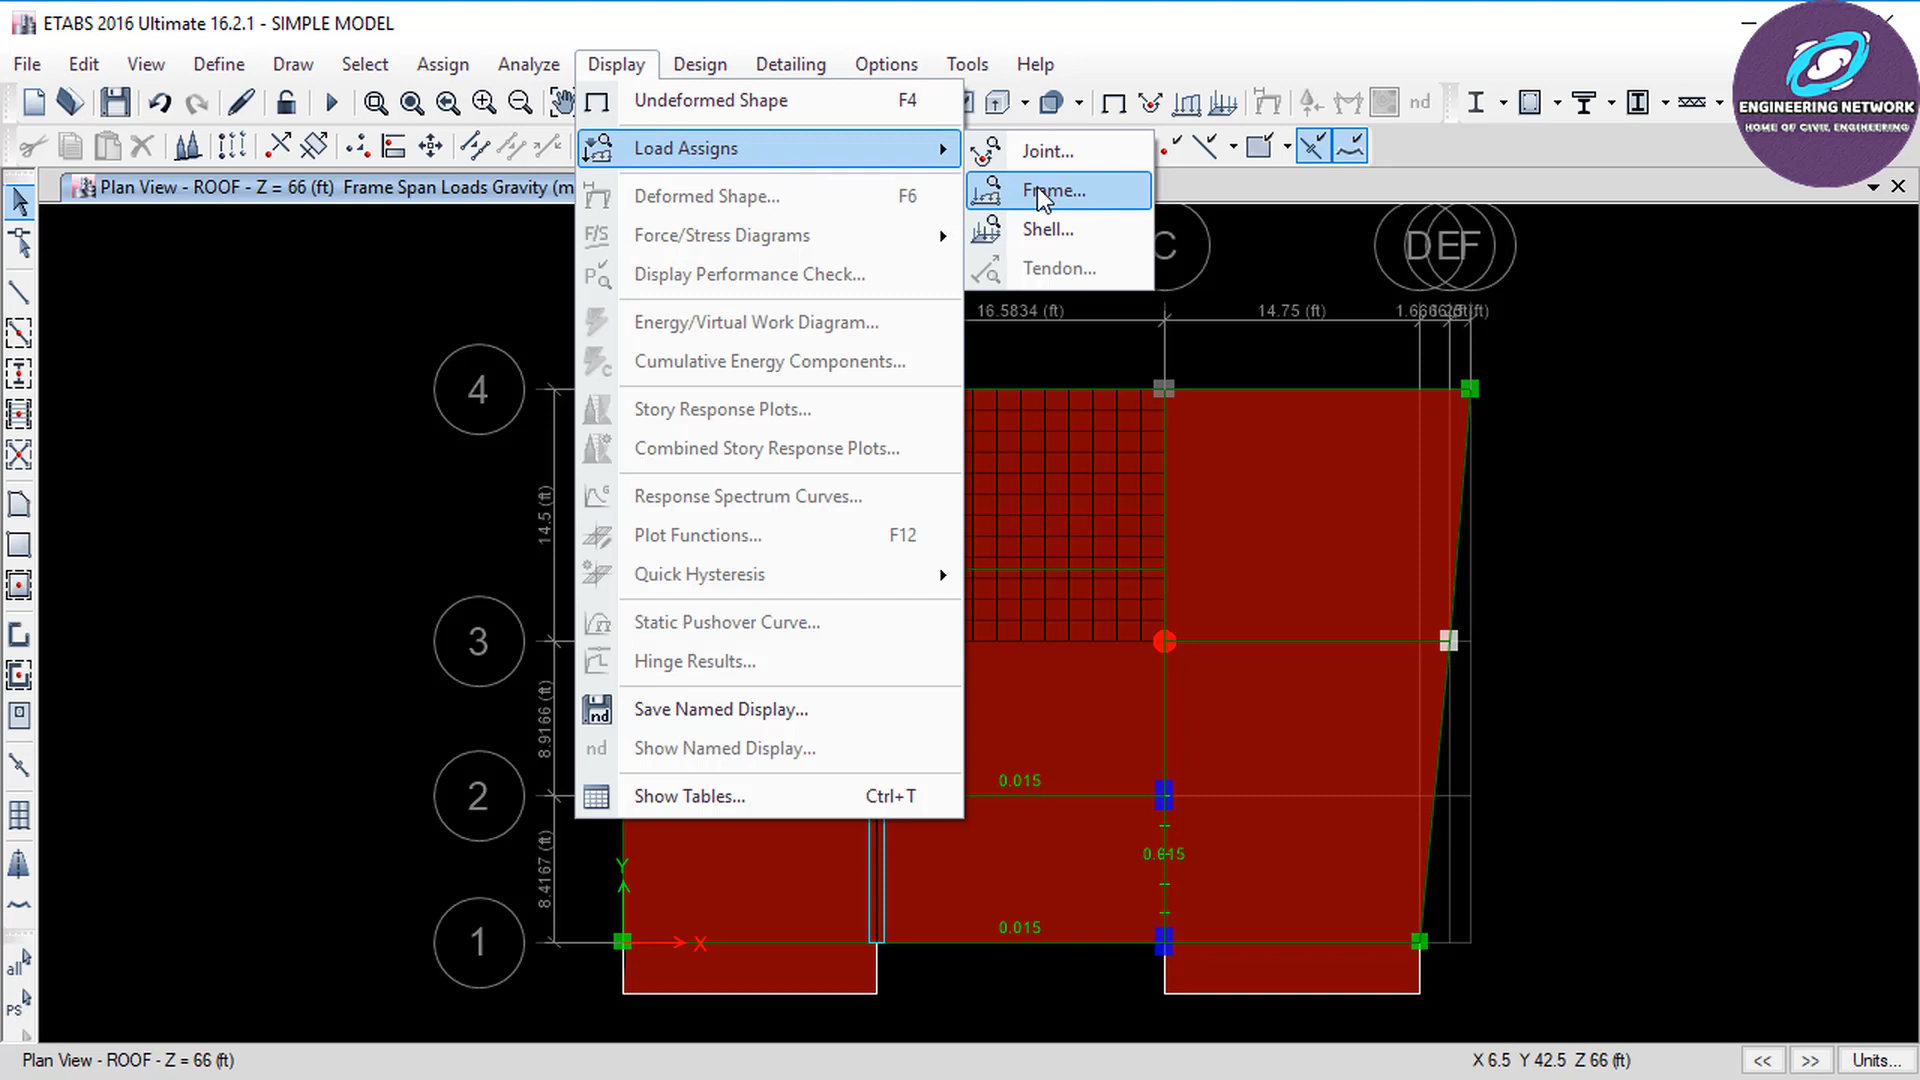 ETABS 2016 Ultimate 16.2.1 - SIMPLE MODEL
File Edit View Define Draw Select Assign Analyze Display Design Detailing Options Tools Help
ENGINEERING NETWORK
HOME OF CIVIL ENGINEERING
nd
Plan View - ROOF - Z = 66 (ft) Frame Span Loads Gravity (m
Undeformed Shape F4
Load Assigns
Deformed Shape... F6
F/S Force/Stress Diagrams
Display Performance Check...
Energy/Virtual Work Diagram...
Cumulative Energy Components...
Story Response Plots...
Combined Story Response Plots...
Response Spectrum Curves...
Plot Functions... F12
Quick Hysteresis
Static Pushover Curve...
Hinge Results...
nd Save Named Display...
nd Show Named Display...
Show Tables... Ctrl+T
Joint...
Frame...
Shell...
Tendon...
C D E F
16.5834 (ft) 14.75 (ft)
4
14.5 (ft)
3
8.9166 (ft)
2
8.4167 (ft)
1
0.015
0.015
Y
X
all
PS
Plan View - ROOF - Z = 66 (ft)
X 6.5 Y 42.5 Z 66 (ft)
<< >> Units...